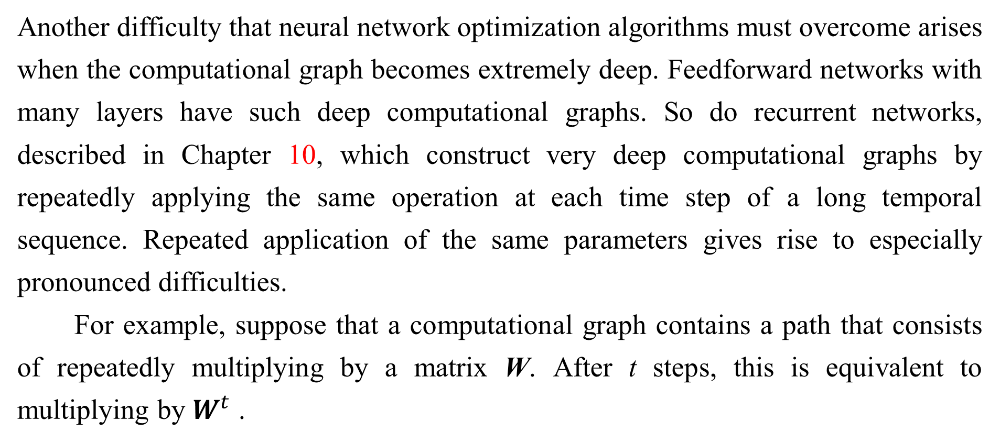 Another difficulty that neural network optimization algorithms must overcome arises
when the computational graph becomes extremely deep. Feedforward networks with
many layers have such deep computational graphs. So do recurrent networks,
described in Chapter 10, which construct very deep computational graphs by
repeatedly applying the same operation at each time step of a long temporal
sequence. Repeated application of the same parameters gives rise to especially
pronounced difficulties.
For example, suppose that a computational graph contains a path that consists
of repeatedly multiplying by a matrix W. After t steps, this is equivalent to
multiplying by Wᵗ .